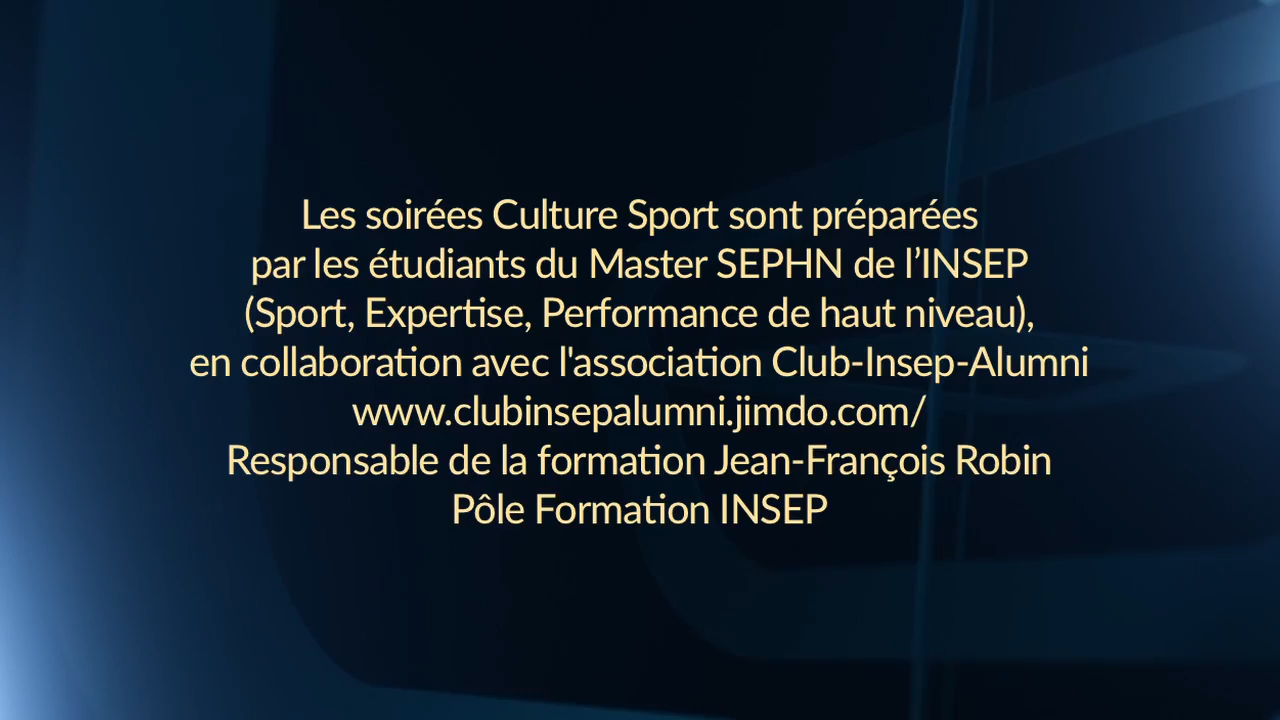 Les soirées Culture Sport sont préparées
par les étudiants du Master SEPHN de l’INSEP
(Sport, Expertise, Performance de haut niveau),
en collaboration avec l'association Club-Insep-Alumni
www.clubinsepalumni.jimdo.com/
Responsable de la formation Jean-François Robin
Pôle Formation INSEP